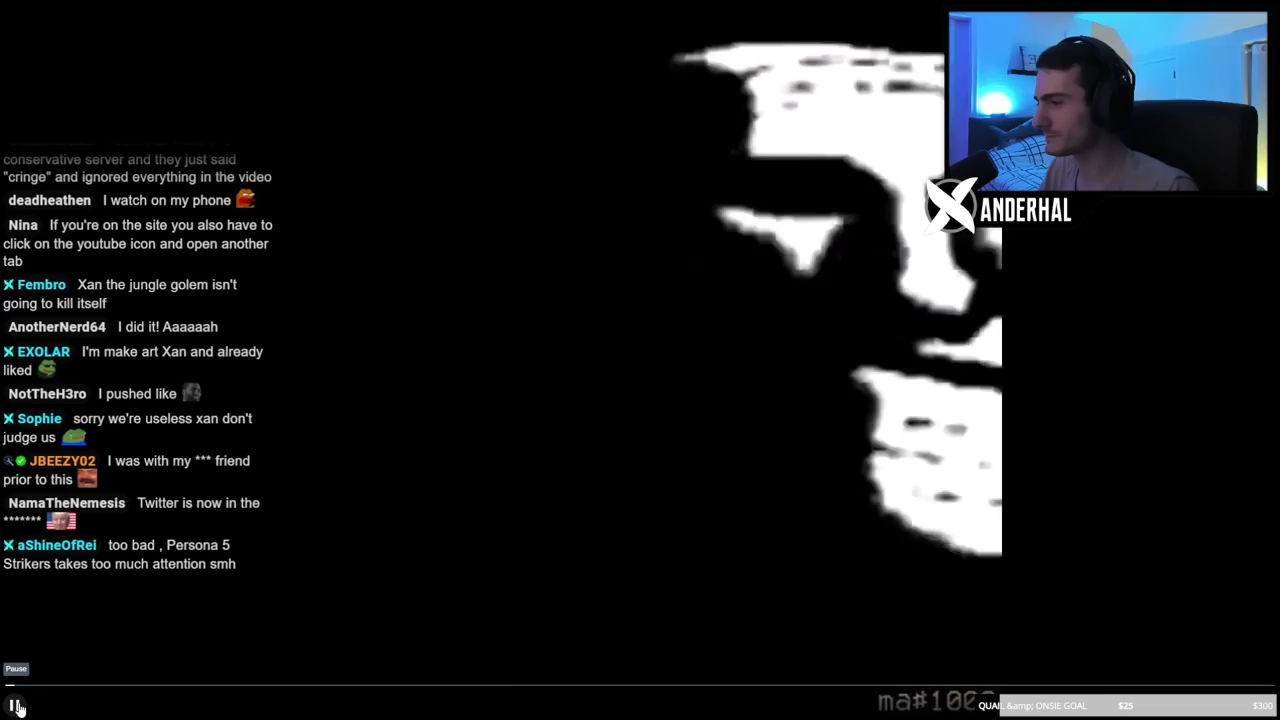 conservative server and they just said
"cringe" and ignored everything in the video
deadheathen I watch on my phone
Nina If you're on the site you also have to
click on the youtube icon and open another
tab
Fembro Xan the jungle golem isn't
going to kill itself
AnotherNerd64 I did it! Aaaaaah
EXOLAR I'm make art Xan and already
liked
NotTheH3ro I pushed like
Sophie sorry we're useless xan don't
judge us
JBEEZY02 I was with my *** friend
prior to this
NamaTheNemesis Twitter is now in the
*******
aShineOfRei too bad , Persona 5
Strikers takes too much attention smh
XANDERHAL
Pause
QUAIL &amp; ONSIE GOAL $25 $300